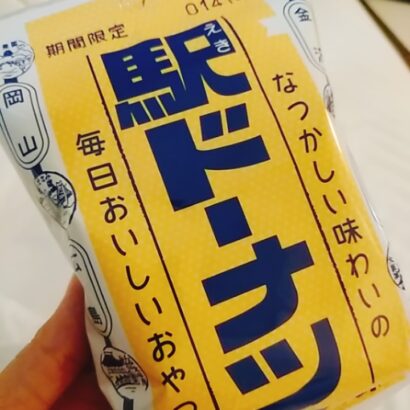 期間限定
なつかしい味わいの
えき
駅ドーナツ
毎日おいしいおやつ
岡山